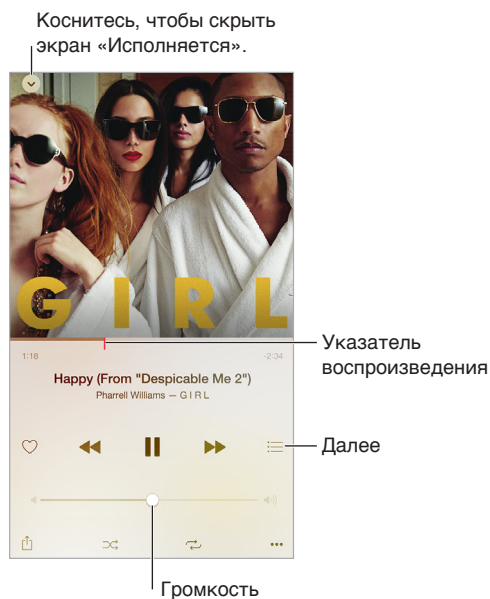 Коснитесь, чтобы скрыть
экран «Исполняется».
GIRL
Указатель
воспроизведения
1:18
-2:34
Happy (From "Despicable Me 2")
Pharrell Williams — G I R L
Далее
Громкость